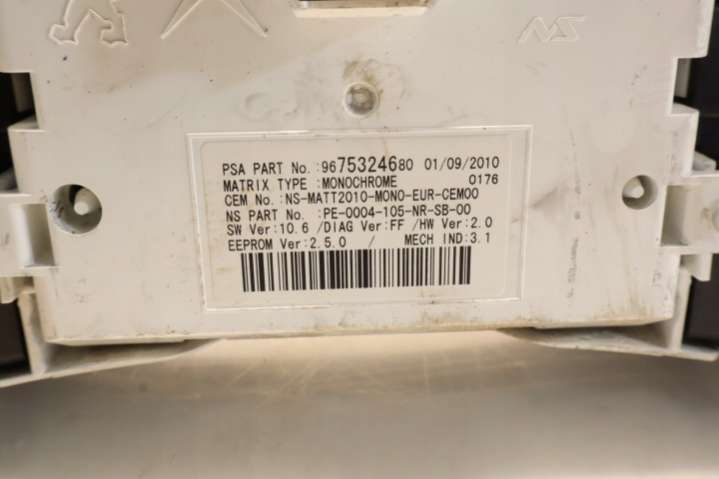 NS
PSA PART No. :9675324680 01/09/2010
MATRIX TYPE :MONOCHROME 0176
CEM No. :NS-MATT2010-MONO-EUR-CEM00
NS PART No. :PE-0004-105-NR-SB-00
SW Ver:10.6 /DIAG Ver:FF /HW Ver:2.0
EEPROM Ver:2.5.0 / MECH IND:3.1